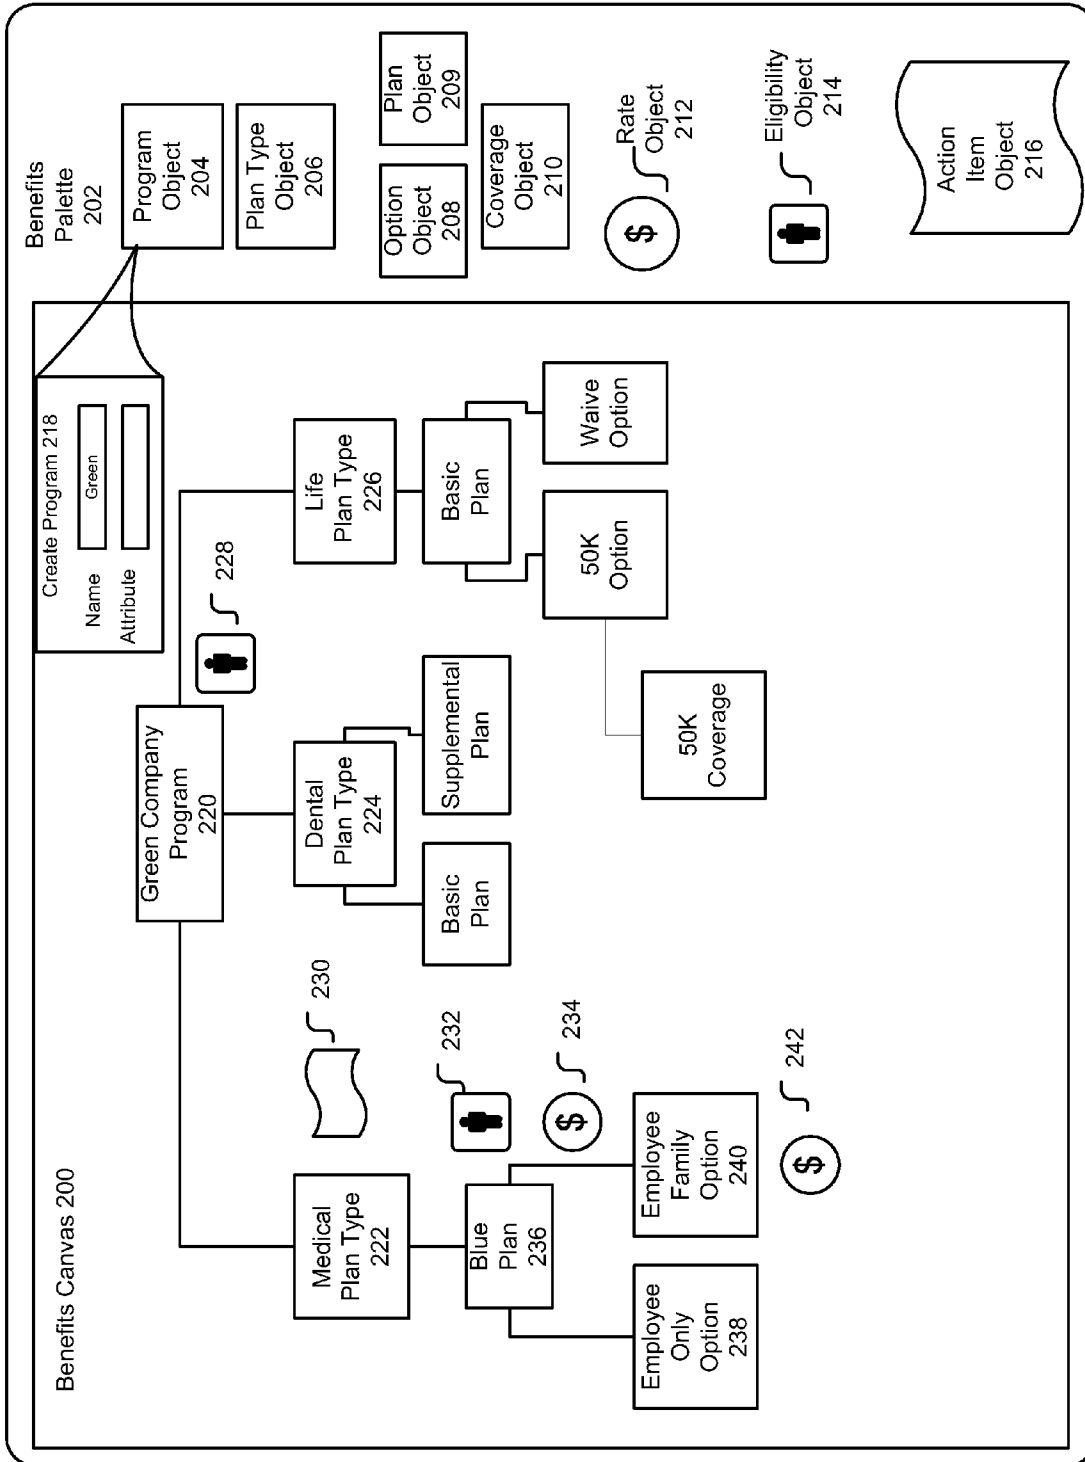 Benefits Canvas 200
Create Program 218
Name
Green
Attribute
Green Company
Program
220
228
Medical
Plan Type
222
230
Dental
Plan Type
224
Life
Plan Type
226
Blue
Plan
236
232
234
Basic
Plan
Supplemental
Plan
Basic
Plan
Employee
Only
Option
238
Employee
Family
Option
240
242
$
$
50K
Option
Waive
Option
50K
Coverage
Benefits
Palette
202
Program
Object
204
Plan Type
Object
206
Option
Object
208
Plan
Object
209
Coverage
Object
210
$
Rate
Object
212
Eligibility
Object
214
Action
Item
Object
216